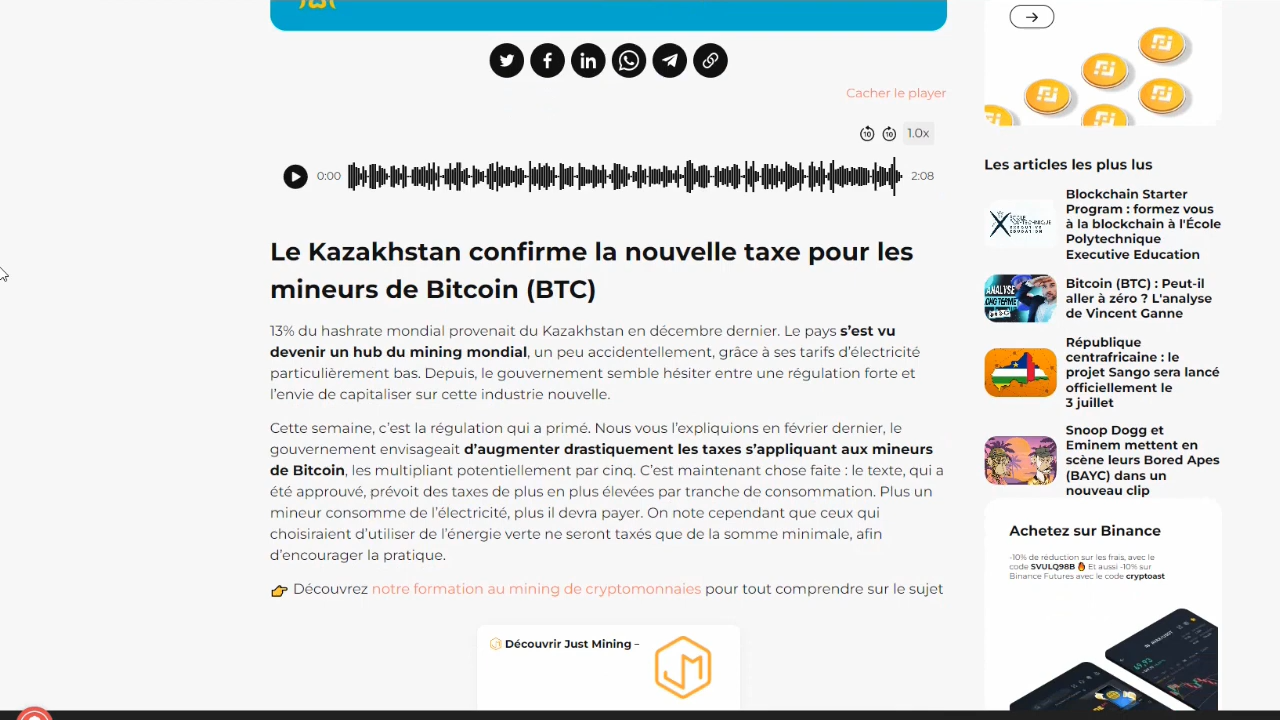 Cacher le player
10
10
1.0x
0:00
2:08
Le Kazakhstan confirme la nouvelle taxe pour les
mineurs de Bitcoin (BTC)
13% du hashrate mondial provenait du Kazakhstan en décembre dernier. Le pays s’est vu
devenir un hub du mining mondial, un peu accidentellement, grâce à ses tarifs d’électricité
particulièrement bas. Depuis, le gouvernement semble hésiter entre une régulation forte et
l’envie de capitaliser sur cette industrie nouvelle.
Cette semaine, c’est la régulation qui a primé. Nous vous l’expliquions en février dernier, le
gouvernement envisageait d’augmenter drastiquement les taxes s’appliquant aux mineurs
de Bitcoin, les multipliant potentiellement par cinq. C’est maintenant chose faite : le texte, qui a
été approuvé, prévoit des taxes de plus en plus élevées par tranche de consommation. Plus un
mineur consomme de l’électricité, plus il devra payer. On note cependant que ceux qui
choisiraient d’utiliser de l’énergie verte ne seront taxés que de la somme minimale, afin
d’encourager la pratique.
👉 Découvrez notre formation au mining de cryptomonnaies pour tout comprendre sur le sujet
Découvrir Just Mining –
JM
Les articles les plus lus
Blockchain Starter
Program : formez vous
à la blockchain à l'École
Polytechnique
Executive Education
Bitcoin (BTC) : Peut-il
aller à zéro ? L'analyse
de Vincent Ganne
ANALYSE
LONG TERME
République
centrafricaine : le
projet Sango sera lancé
officiellement le
3 juillet
Snoop Dogg et
Eminem mettent en
scène leurs Bored Apes
(BAYC) dans un
nouveau clip
Achetez sur Binance
-10% de réduction sur les frais, avec le
code SVULQ98B 🔥 Et aussi -10% sur
Binance Futures avec le code cryptoast